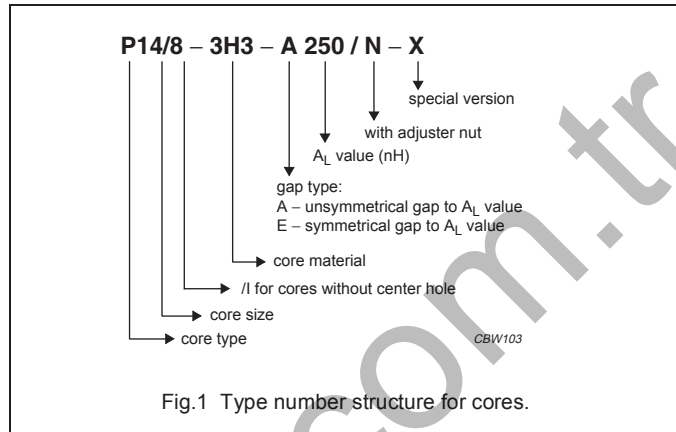 P14/8 – 3H3 – A 250 / N – X
special version
with adjuster nut
AL value (nH)
gap type:
A – unsymmetrical gap to AL value
E – symmetrical gap to AL value
core material
/I for cores without center hole
core size
core type
CBW103
Fig.1 Type number structure for cores.
com.tr